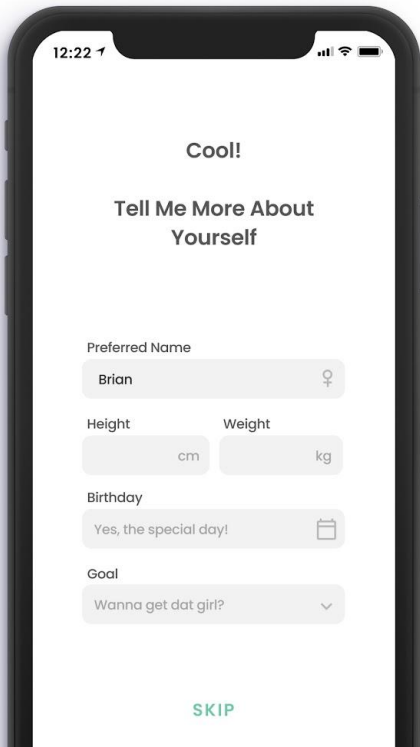 12:22
Cool!
Tell Me More About
Yourself
Preferred Name
Brian
Height Weight
cm kg
Birthday
Yes, the special day!
Goal
Wanna get dat girl?
SKIP